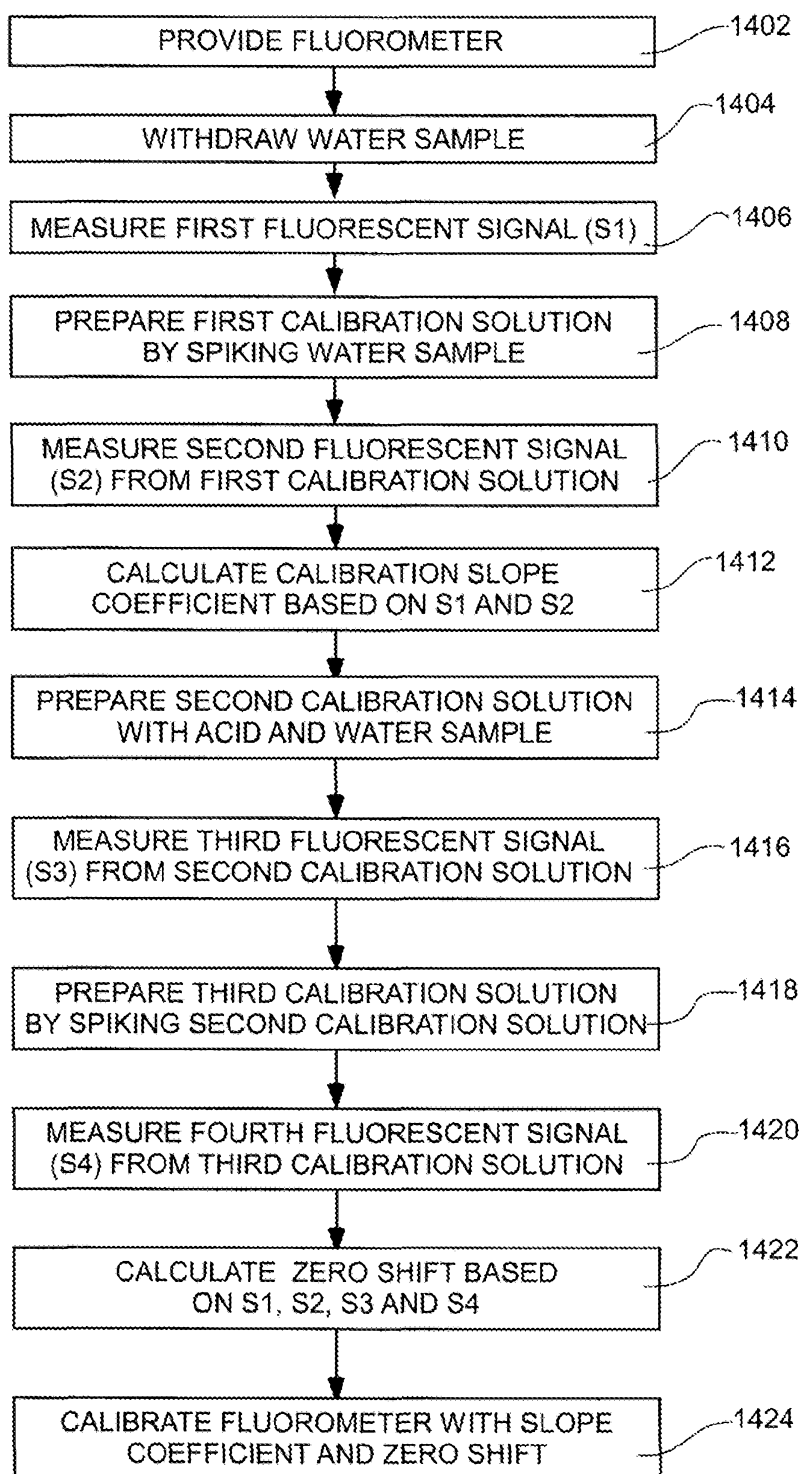 PROVIDE FLUOROMETER
1402
WITHDRAW WATER SAMPLE
1404
MEASURE FIRST FLUORESCENT SIGNAL (S1)
1406
PREPARE FIRST CALIBRATION SOLUTION
BY SPIKING WATER SAMPLE
1408
MEASURE SECOND FLUORESCENT SIGNAL
(S2) FROM FIRST CALIBRATION SOLUTION
1410
CALCULATE CALIBRATION SLOPE
COEFFICIENT BASED ON S1 AND S2
1412
PREPARE SECOND CALIBRATION SOLUTION
WITH ACID AND WATER SAMPLE
1414
MEASURE THIRD FLUORESCENT SIGNAL
(S3) FROM SECOND CALIBRATION SOLUTION
1416
PREPARE THIRD CALIBRATION SOLUTION
BY SPIKING SECOND CALIBRATION SOLUTION
1418
MEASURE FOURTH FLUORESCENT SIGNAL
(S4) FROM THIRD CALIBRATION SOLUTION
1420
CALCULATE ZERO SHIFT BASED
ON S1, S2, S3 AND S4
1422
CALIBRATE FLUOROMETER WITH SLOPE
COEFFICIENT AND ZERO SHIFT
1424